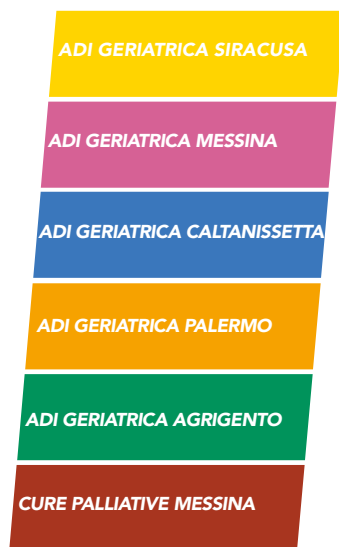 ADI GERIATRICA SIRACUSA
ADI GERIATRICA MESSINA
ADI GERIATRICA CALTANISSETTA
ADI GERIATRICA PALERMO
ADI GERIATRICA AGRIGENTO
CURE PALLIATIVE MESSINA